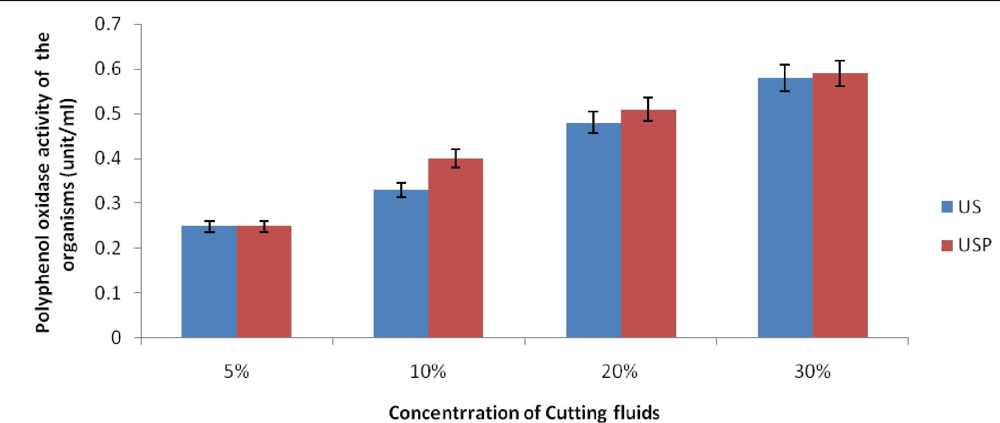 Polyphenol oxidase activity of the
organisms (unit/ml)
0.7
0.6
0.5
0.4
0.3
0.2
0.1
0
5% 10% 20% 30%
Concentrration of Cutting fluids
US
USP